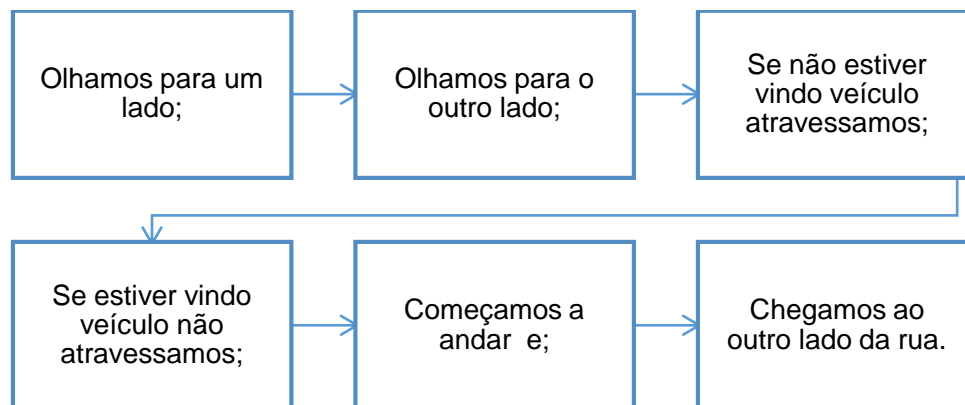 Olhamos para um
lado;
Olhamos para o
outro lado;
Se não estiver
vindo veículo
atravessamos;
Se estiver vindo
veículo não
atravessamos;
Começamos a
andar  e;
Chegamos ao
outro lado da rua.